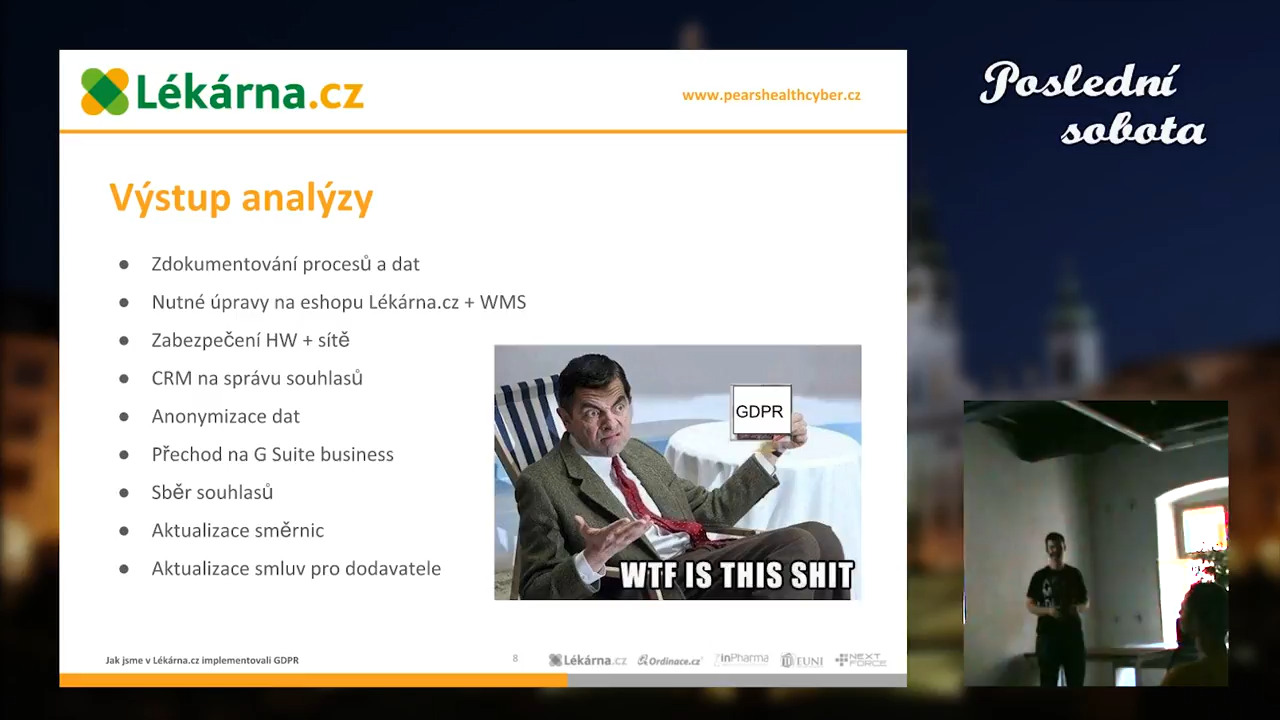 Lékárna.cz
www.pearshealthcyber.cz
Poslední
sobota
Výstup analýzy
● Zdokumentování procesů a dat
● Nutné úpravy na eshopu Lékárna.cz + WMS
● Zabezpečení HW + sítě
● CRM na správu souhlasů
● Anonymizace dat
● Přechod na G Suite business
● Sběr souhlasů
● Aktualizace směrnic
● Aktualizace smluv pro dodavatele
GDPR
WTF IS THIS SHIT
Jak jsme v Lékárna.cz implementovali GDPR
8
Lékárna.cz Ordinace.cz inPharma EUNI NEXT FORCE